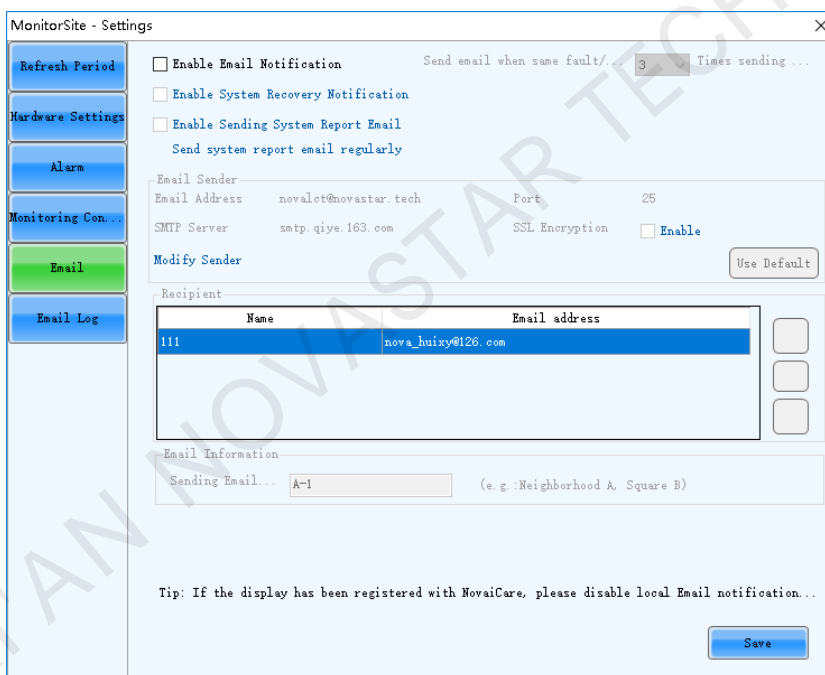 MonitorSite - Settings
Refresh Period
Hardware Settings
Alarm
Monitoring Con...
Email
Email Log
Enable Email Notification
Send email when same fault/... 3 Times sending ...
Enable System Recovery Notification
Enable Sending System Report Email
Send system report email regularly
Email Sender
Email Address novalct@novastar.tech Port 25
SMTP Server smtp.qiye.163.com SSL Encryption Enable
Modify Sender Use Default
Recipient
Name Email address
111 nova_huixy@126.com
Email Information
Sending Email... A-1 (e.g.:Neighborhood A, Square B)
Tip: If the display has been registered with NovaiCare, please disable local Email notification...
Save
AN NOVASTAR TECH